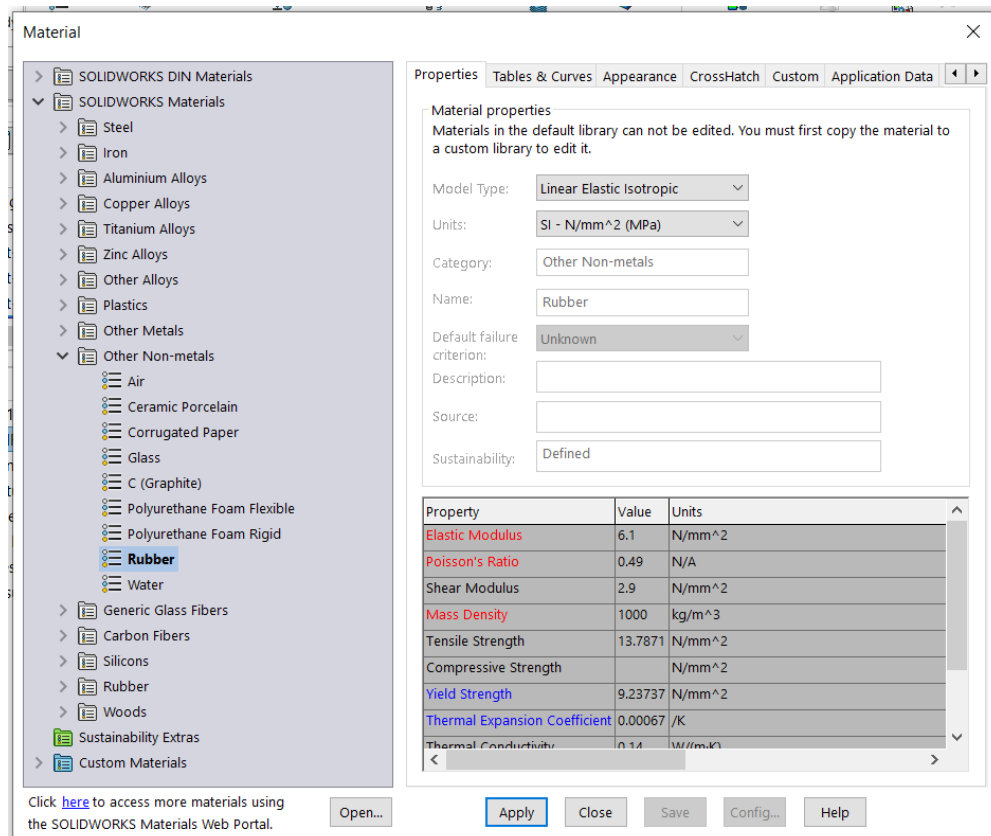 Material
SOLIDWORKS DIN Materials
SOLIDWORKS Materials
Steel
Iron
Aluminium Alloys
Copper Alloys
Titanium Alloys
Zinc Alloys
Other Alloys
Plastics
Other Metals
Other Non-metals
Air
Ceramic Porcelain
Corrugated Paper
Glass
C (Graphite)
Polyurethane Foam Flexible
Polyurethane Foam Rigid
Rubber
Water
Generic Glass Fibers
Carbon Fibers
Silicons
Rubber
Woods
Sustainability Extras
Custom Materials
Click here to access more materials using
the SOLIDWORKS Materials Web Portal.
Open...
Properties Tables & Curves Appearance CrossHatch Custom Application Data
Material properties
Materials in the default library can not be edited. You must first copy the material to
a custom library to edit it.
Model Type: Linear Elastic Isotropic
Units: SI - N/mm^2 (MPa)
Category: Other Non-metals
Name: Rubber
Default failure
criterion: Unknown
Description:
Source:
Sustainability: Defined
Property Value Units
Elastic Modulus 6.1 N/mm^2
Poisson's Ratio 0.49 N/A
Shear Modulus 2.9 N/mm^2
Mass Density 1000 kg/m^3
Tensile Strength 13.7871 N/mm^2
Compressive Strength N/mm^2
Yield Strength 9.23737 N/mm^2
Thermal Expansion Coefficient 0.00067 /K
Thermal Conductivity 0.14 W/(m·K)
Apply Close Save Config... Help